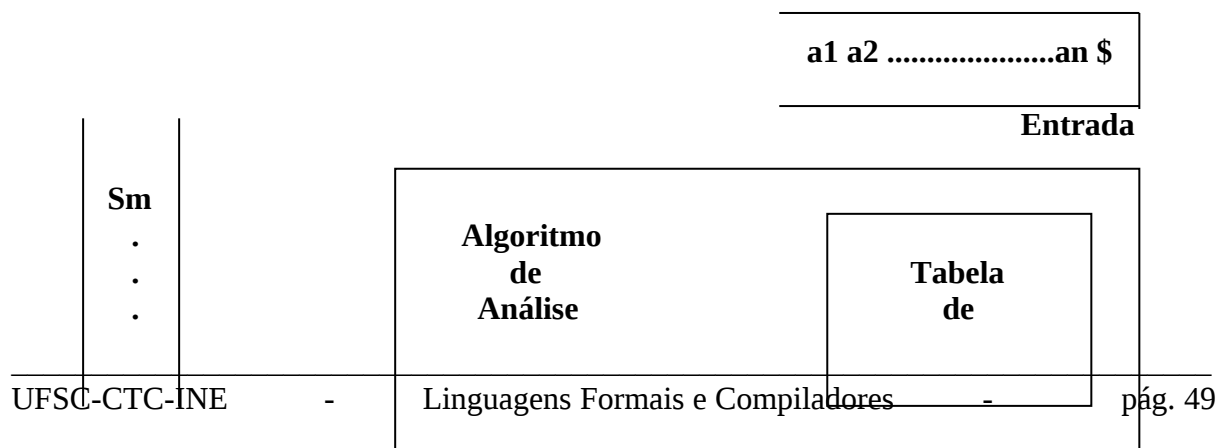 a1 a2 .....................an $
Entrada
Sm
.
.
.
Algoritmo
de
Análise
Tabela
de
UFSC-CTC-INE - Linguagens Formais e Compiladores - pág. 49